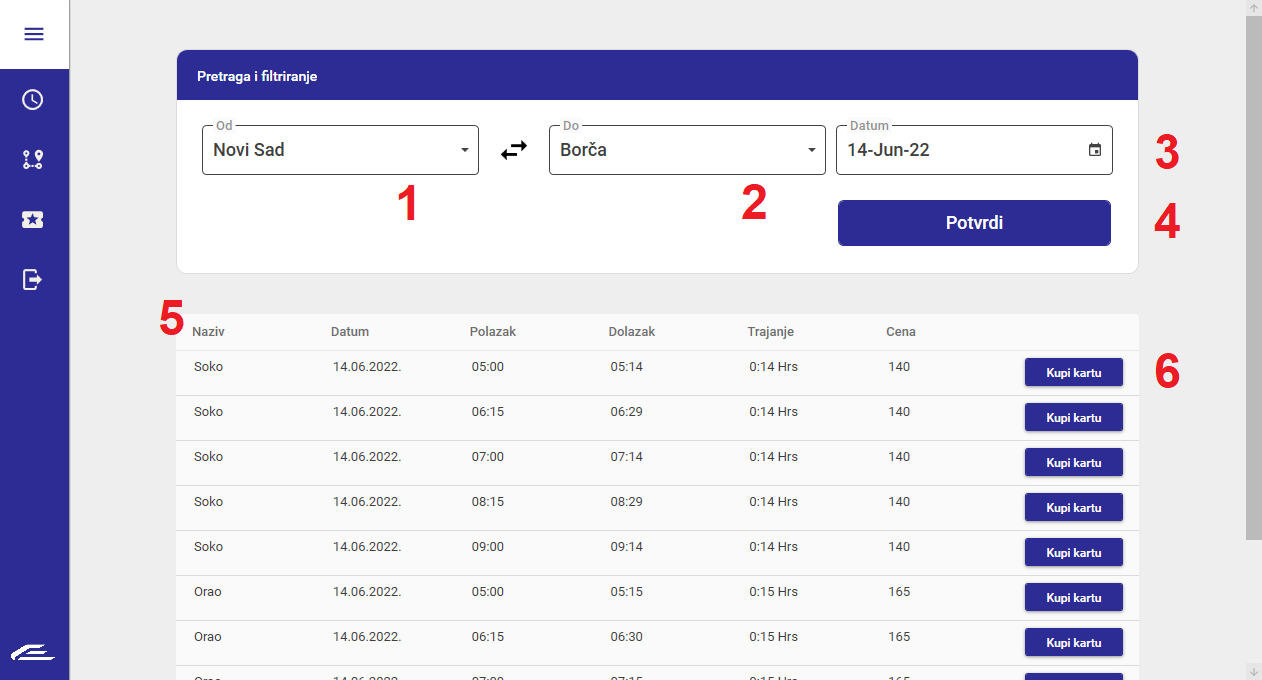 Pretraga i filtriranje
Od Do Datum
Novi Sad Borča 14-Jun-22 3
1 2
Potvrdi 4
5 Naziv Datum Polazak Dolazak Trajanje Cena
Soko 14.06.2022. 05:00 05:14 0:14 Hrs 140 Kupi kartu 6
Soko 14.06.2022. 06:15 06:29 0:14 Hrs 140 Kupi kartu
Soko 14.06.2022. 07:00 07:14 0:14 Hrs 140 Kupi kartu
Soko 14.06.2022. 08:15 08:29 0:14 Hrs 140 Kupi kartu
Soko 14.06.2022. 09:00 09:14 0:14 Hrs 140 Kupi kartu
Orao 14.06.2022. 05:00 05:15 0:15 Hrs 165 Kupi kartu
Orao 14.06.2022. 06:15 06:30 0:15 Hrs 165 Kupi kartu